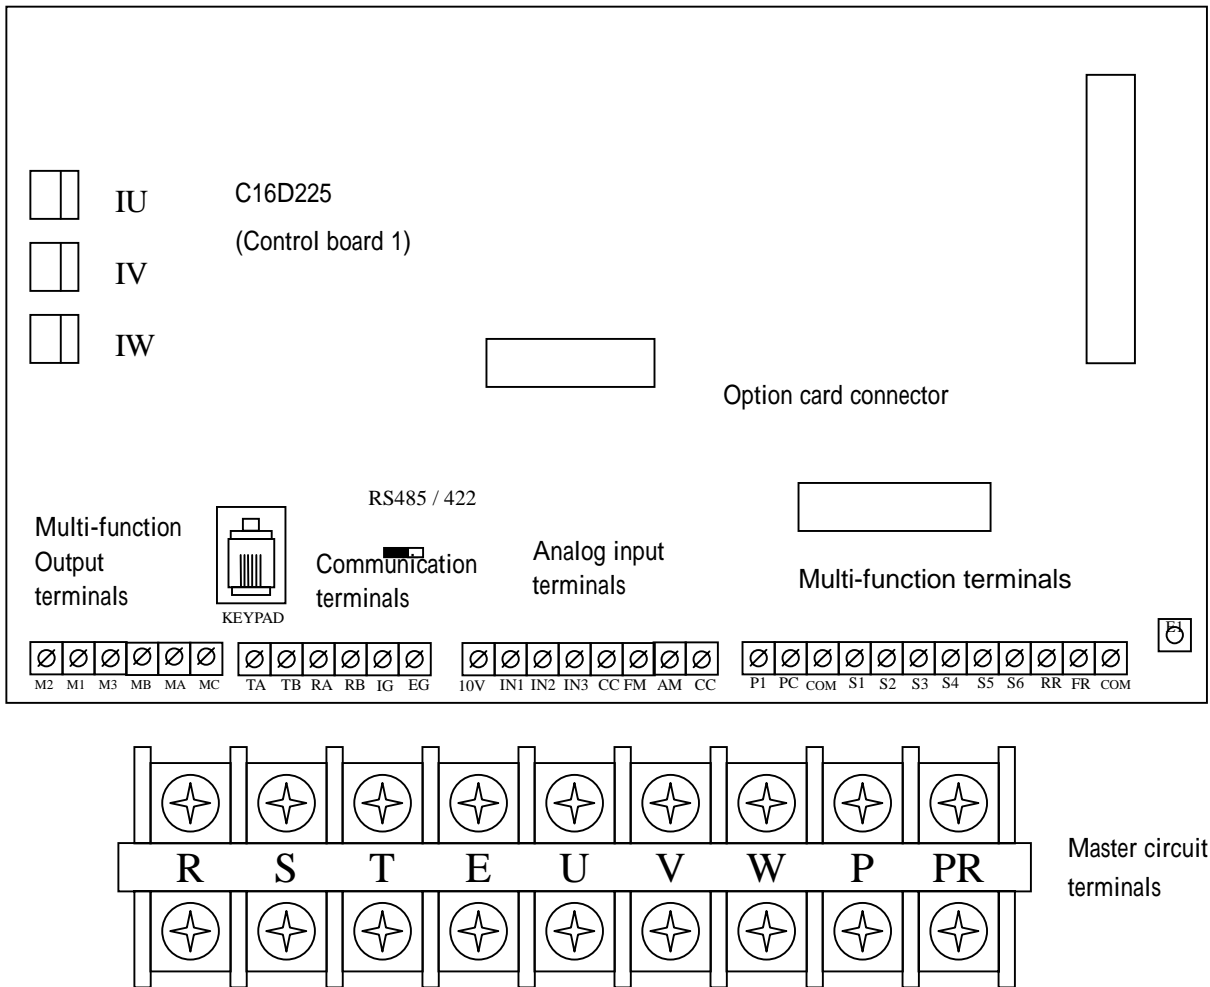 IU
C16D225
IV
(Control board 1)
IW
Option card connector
RS485 / 422
Multi-function
Output
terminals
KEYPAD
Communication
terminals
Analog input
terminals
Multi-function terminals
E1
M2 M1 M3 MB MA MC
TA TB RA RB IG EG
10V IN1 IN2 IN3 CC FM AM CC
P1 PC COM S1 S2 S3 S4 S5 S6 RR FR COM
R S T E U V W P PR
Master circuit
terminals